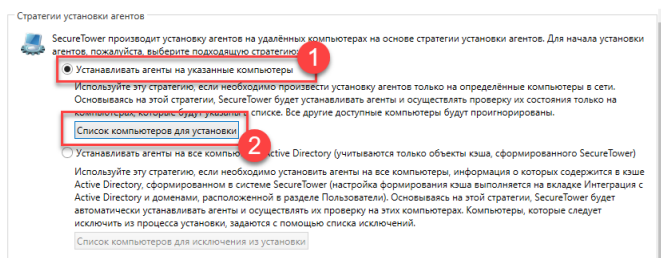 Стратегии установки агентов
SecureTower производит установку агентов на удалённых компьютерах на основе стратегии установки агентов. Для начала установки
агентов, пожалуйста, выберите подходящую стратегию:
1
Устанавливать агенты на указанные компьютеры
Используйте эту стратегию, если необходимо произвести установку агентов только на определённые компьютеры в сети.
Основываясь на этой стратегии, SecureTower будет устанавливать агенты и осуществлять проверку их состояния только на
компьютерах, которые будут указаны в списке. Все другие доступные компьютеры будут проигнорированы.
Список компьютеров для установки
2
Устанавливать агенты на все Active Directory (учитываются только объекты кэша, сформированного SecureTower)
Используйте эту стратегию, если необходимо установить агенты на все компьютеры, информация о которых содержится в кэше
Active Directory, сформированном в системе SecureTower (настройка формирования кэша выполняется на вкладке Интеграция с
Active Directory и доменами, расположенной в разделе Пользователи). Основываясь на этой стратегии, SecureTower будет
автоматически устанавливать агенты и осуществлять их проверку на этих компьютерах. Компьютеры, которые следует
исключить из процесса установки, задаются с помощью списка исключений.
Список компьютеров для исключения из установки